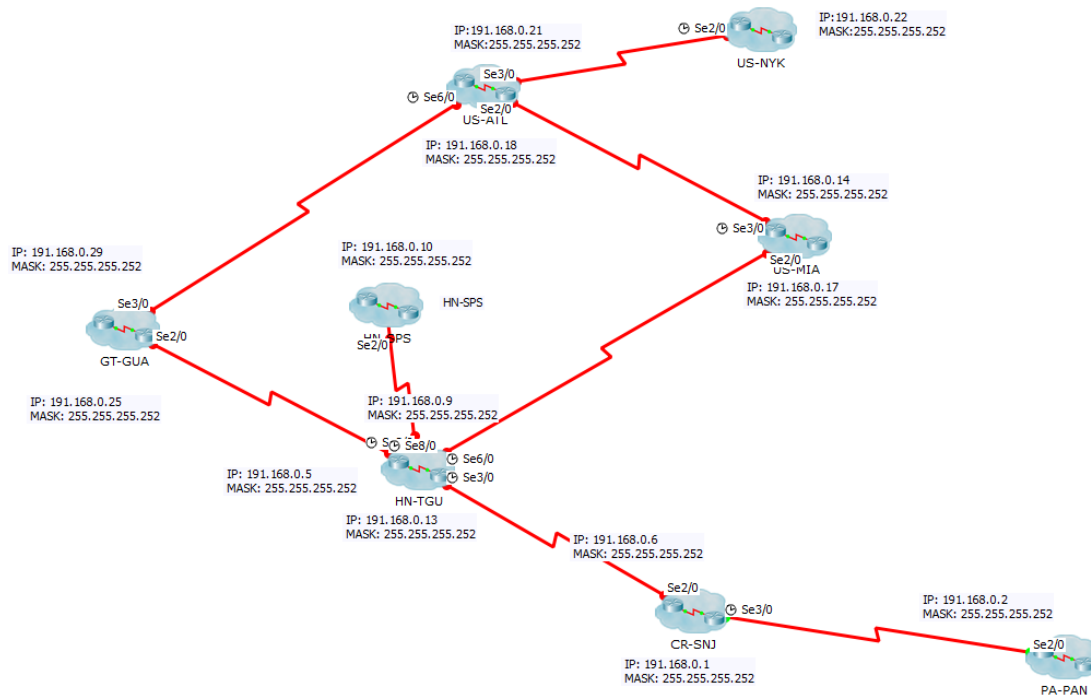 IP:191.168.0.21
MASK:255.255.255.252
Se2/0
IP: 191.168.0.22
MASK:255.255.255.252
US-NYK
Se3/0
Se6/0
Se2/0
US-ATL
IP: 191.168.0.18
MASK: 255.255.255.252
IP: 191.168.0.14
MASK: 255.255.255.252
Se3/0
US-MIA
Se2/0
IP: 191.168.0.17
MASK: 255.255.255.252
IP: 191.168.0.29
MASK: 255.255.255.252
Se3/0
Se2/0
GT-GUA
IP: 191.168.0.10
MASK: 255.255.255.252
HN-SPS
HN-SPS
Se2/0
IP: 191.168.0.25
MASK: 255.255.255.252
IP: 191.168.0.9
MASK: 255.255.255.252
Se8/0
Se6/0
Se3/0
HN-TGU
IP: 191.168.0.5
MASK: 255.255.255.252
IP: 191.168.0.13
MASK: 255.255.255.252
IP: 191.168.0.6
MASK: 255.255.255.252
Se2/0
Se3/0
CR-SNJ
IP: 191.168.0.1
MASK: 255.255.255.252
IP: 191.168.0.2
MASK: 255.255.255.252
Se2/0
PA-PAN